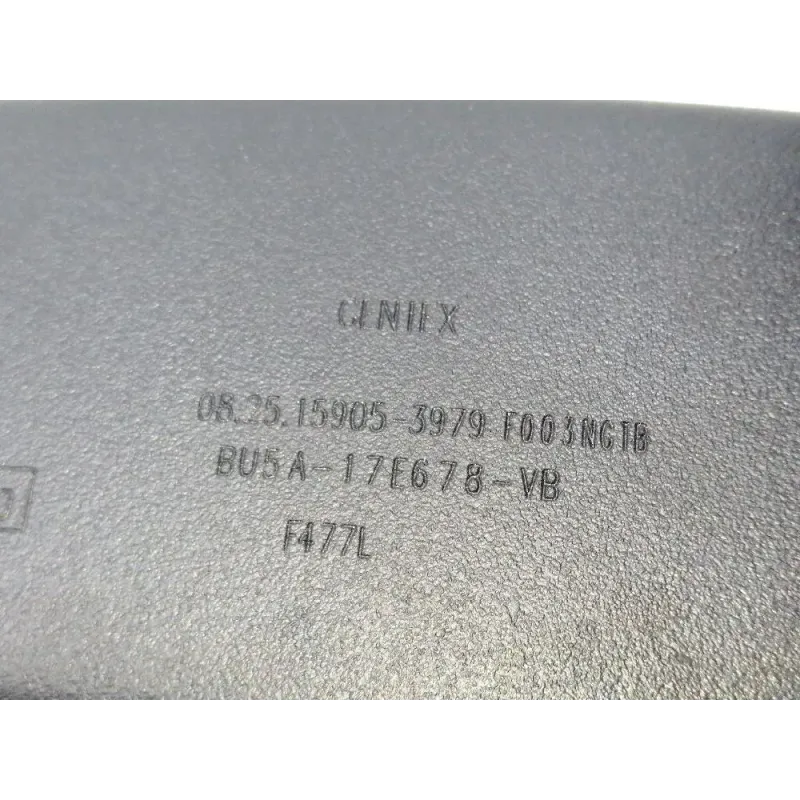 GENTEX
08.25.15905-3979 F003NGTB
BU5A-17E678-VB
F477L